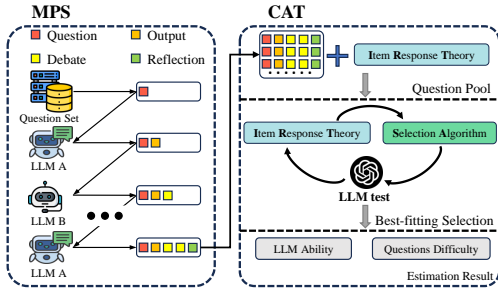 MPS
Question
Output
Debate
Reflection
Question Set
LLM A
LLM B
LLM A
CAT
Item Response Theory
Question Pool
Item Response Theory
Selection Algorithm
LLM test
Best-fitting Selection
LLM Ability
Questions Difficulty
Estimation Result